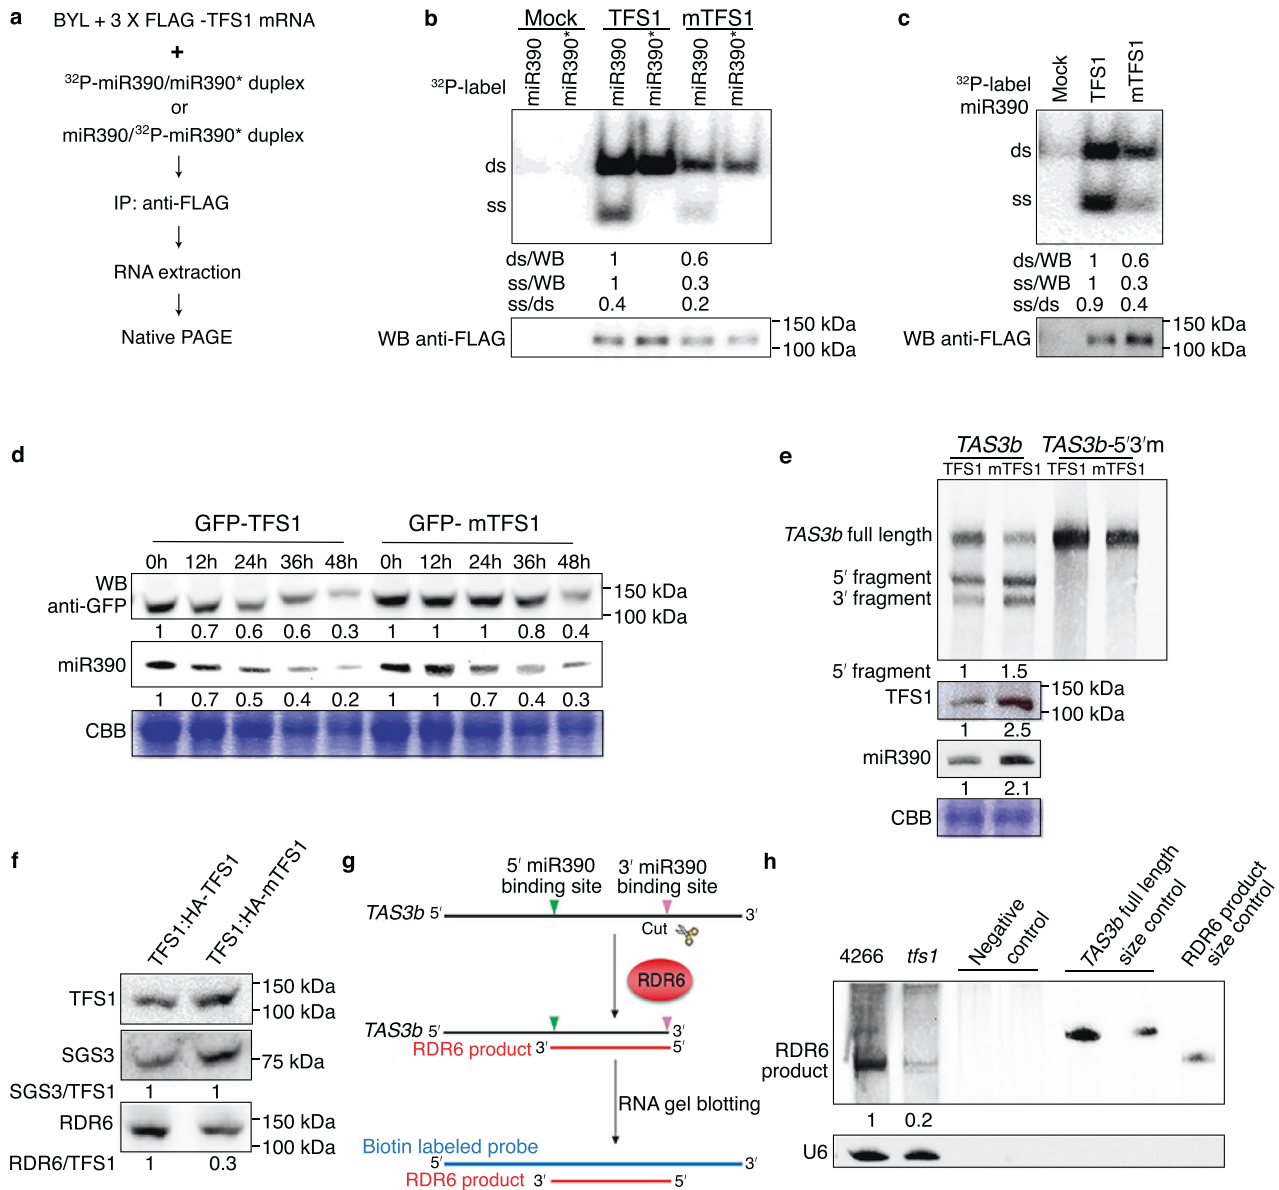 a
BYL + 3 X FLAG -TFS1 mRNA
+
32P-miR390/miR390* duplex
or
miR390/32P-miR390* duplex
IP: anti-FLAG
RNA extraction
Native PAGE
b
Mock TFS1 mTFS1
32P-label miR390 miR390* miR390 miR390* miR390 miR390*
ds
ss
ds/WB 1 0.6
ss/WB 1 0.3
ss/ds 0.4 0.2
WB anti-FLAG
150 kDa
100 kDa
c
32P-label miR390
Mock TFS1 mTFS1
ds
ss
ds/WB 1 0.6
ss/WB 1 0.3
ss/ds 0.9 0.4
WB anti-FLAG
150 kDa
100 kDa
d
GFP-TFS1 GFP- mTFS1
0h 12h 24h 36h 48h 0h 12h 24h 36h 48h
WB anti-GFP
150 kDa
100 kDa
1 0.7 0.6 0.6 0.3 1 1 1 0.8 0.4
miR390
1 0.7 0.5 0.4 0.2 1 1 0.7 0.4 0.3
CBB
e
TAS3b TAS3b-5′3′m
TFS1 mTFS1 TFS1 mTFS1
TAS3b full length
5′ fragment
3′ fragment
5′ fragment 1 1.5
TFS1
150 kDa
100 kDa
1 2.5
miR390
1 2.1
CBB
f
TFS1:HA-TFS1
TFS1:HA-mTFS1
TFS1
150 kDa
100 kDa
SGS3
75 kDa
SGS3/TFS1 1 1
RDR6
150 kDa
100 kDa
RDR6/TFS1 1 0.3
g
5′ miR390 binding site
3′ miR390 binding site
TAS3b 5′ 3′
Cut
RDR6
TAS3b 5′ 3′
RDR6 product 3′ 5′
RNA gel blotting
Biotin labeled probe
5′ 3′
RDR6 product 3′ 5′
h
4266 tfs1
Negative control
TAS3b full length size control
RDR6 product size control
RDR6 product
1 0.2
U6